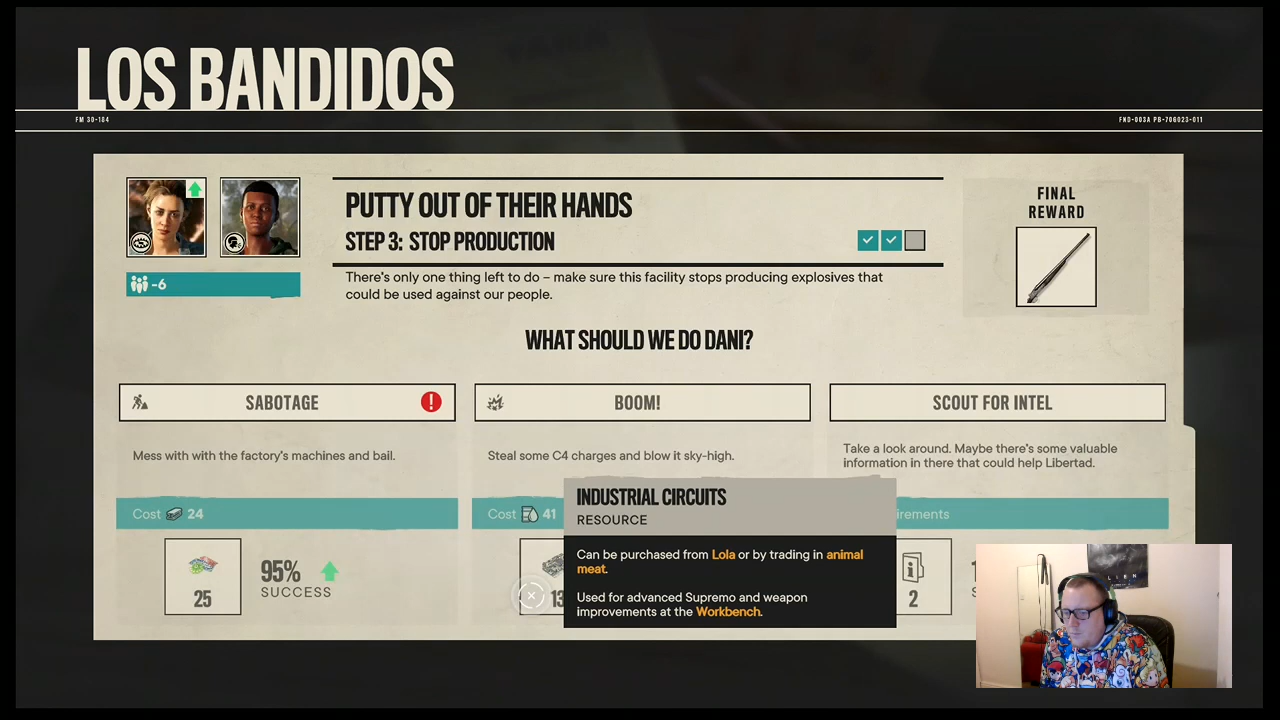 LOS BANDIDOS
FM 30-184
FND-003A PB-706023-011
PUTTY OUT OF THEIR HANDS
STEP 3: STOP PRODUCTION
-6
There's only one thing left to do – make sure this facility stops producing explosives that
could be used against our people.
FINAL
REWARD
WHAT SHOULD WE DO DANI?
SABOTAGE
!
Mess with with the factory's machines and bail.
Cost 24
25
95%
SUCCESS
BOOM!
Steal some C4 charges and blow it sky-high.
Cost 41
13
SCOUT FOR INTEL
Take a look around. Maybe there's some valuable
information in there that could help Libertad.
irements
2
INDUSTRIAL CIRCUITS
RESOURCE
Can be purchased from Lola or by trading in animal
meat.
Used for advanced Supremo and weapon
improvements at the Workbench.